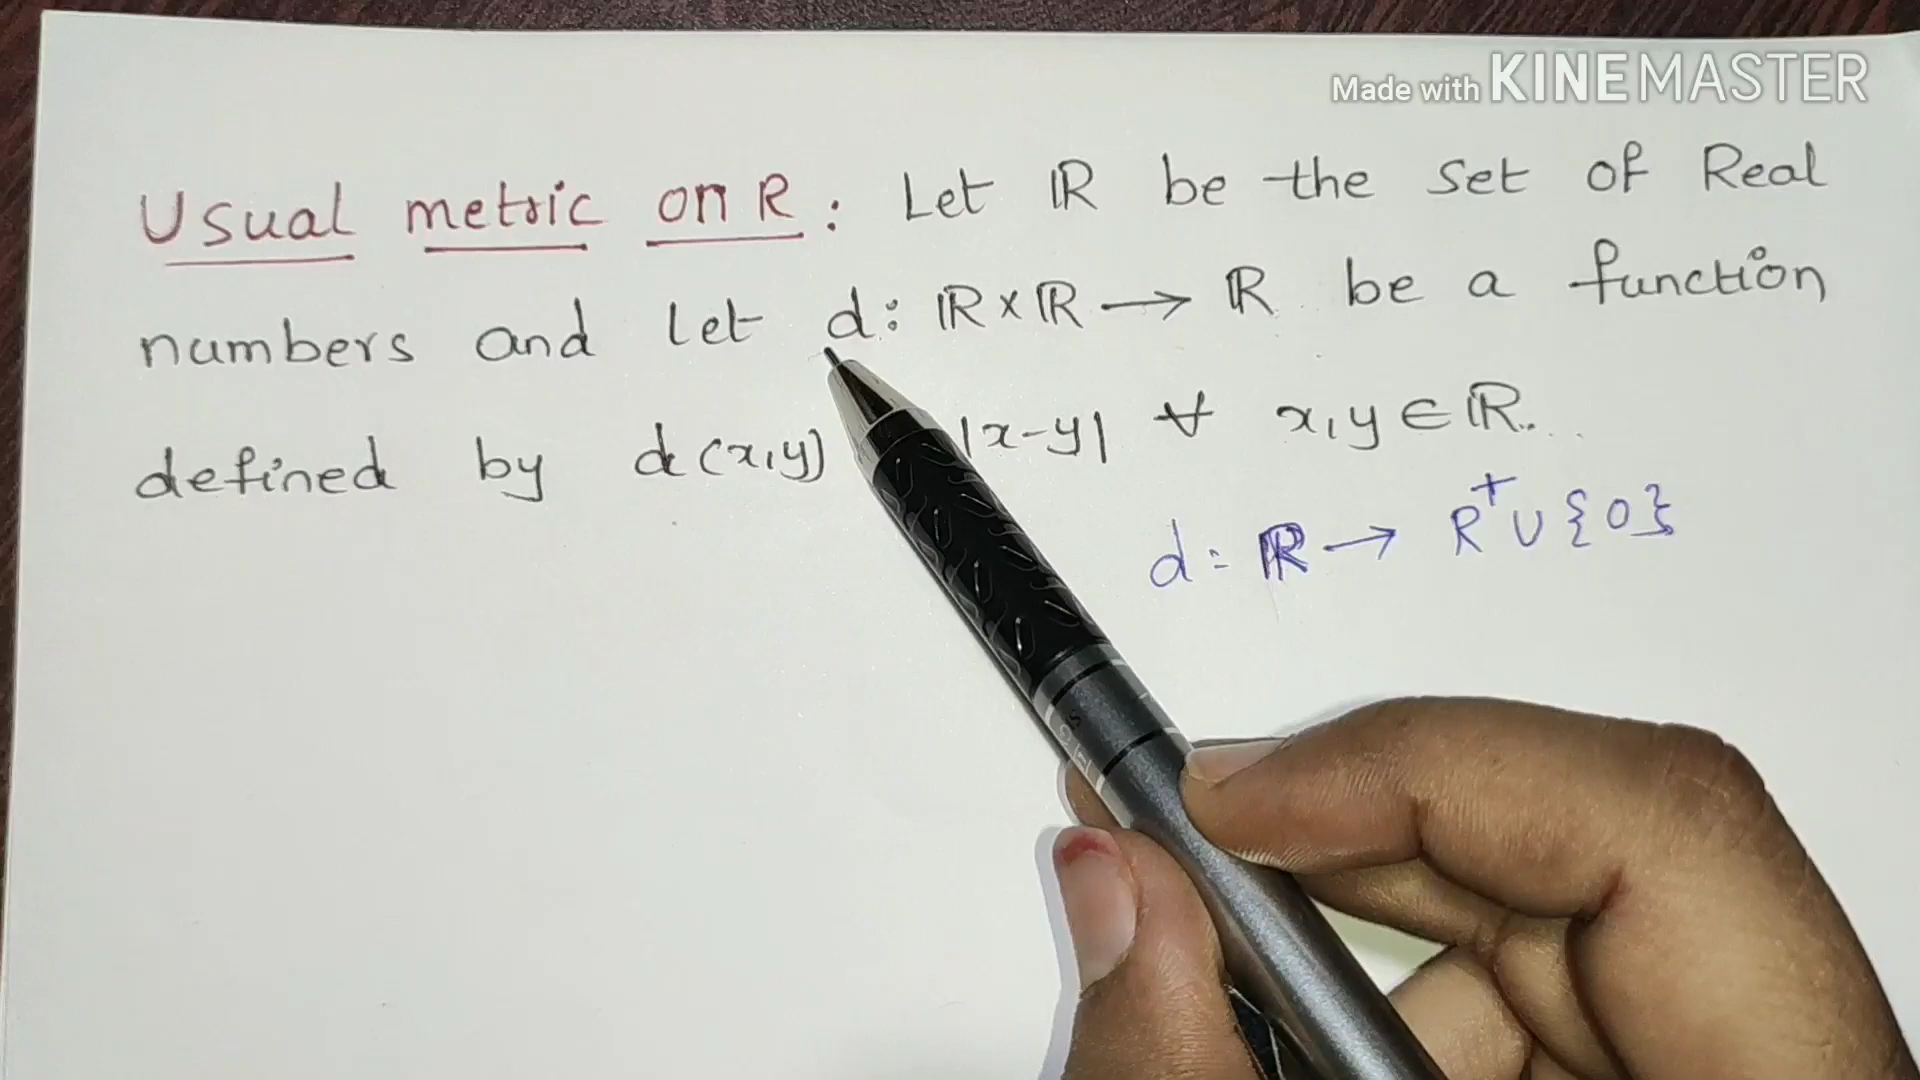 Made with KINEMASTER
Usual metric on R : Let ℝ be the set of Real
numbers and let d: ℝ×ℝ → ℝ be a function
defined by d(x,y) |x-y| ∀ x,y ∈ ℝ.
d: ℝ → R⁺ ∪ {0}